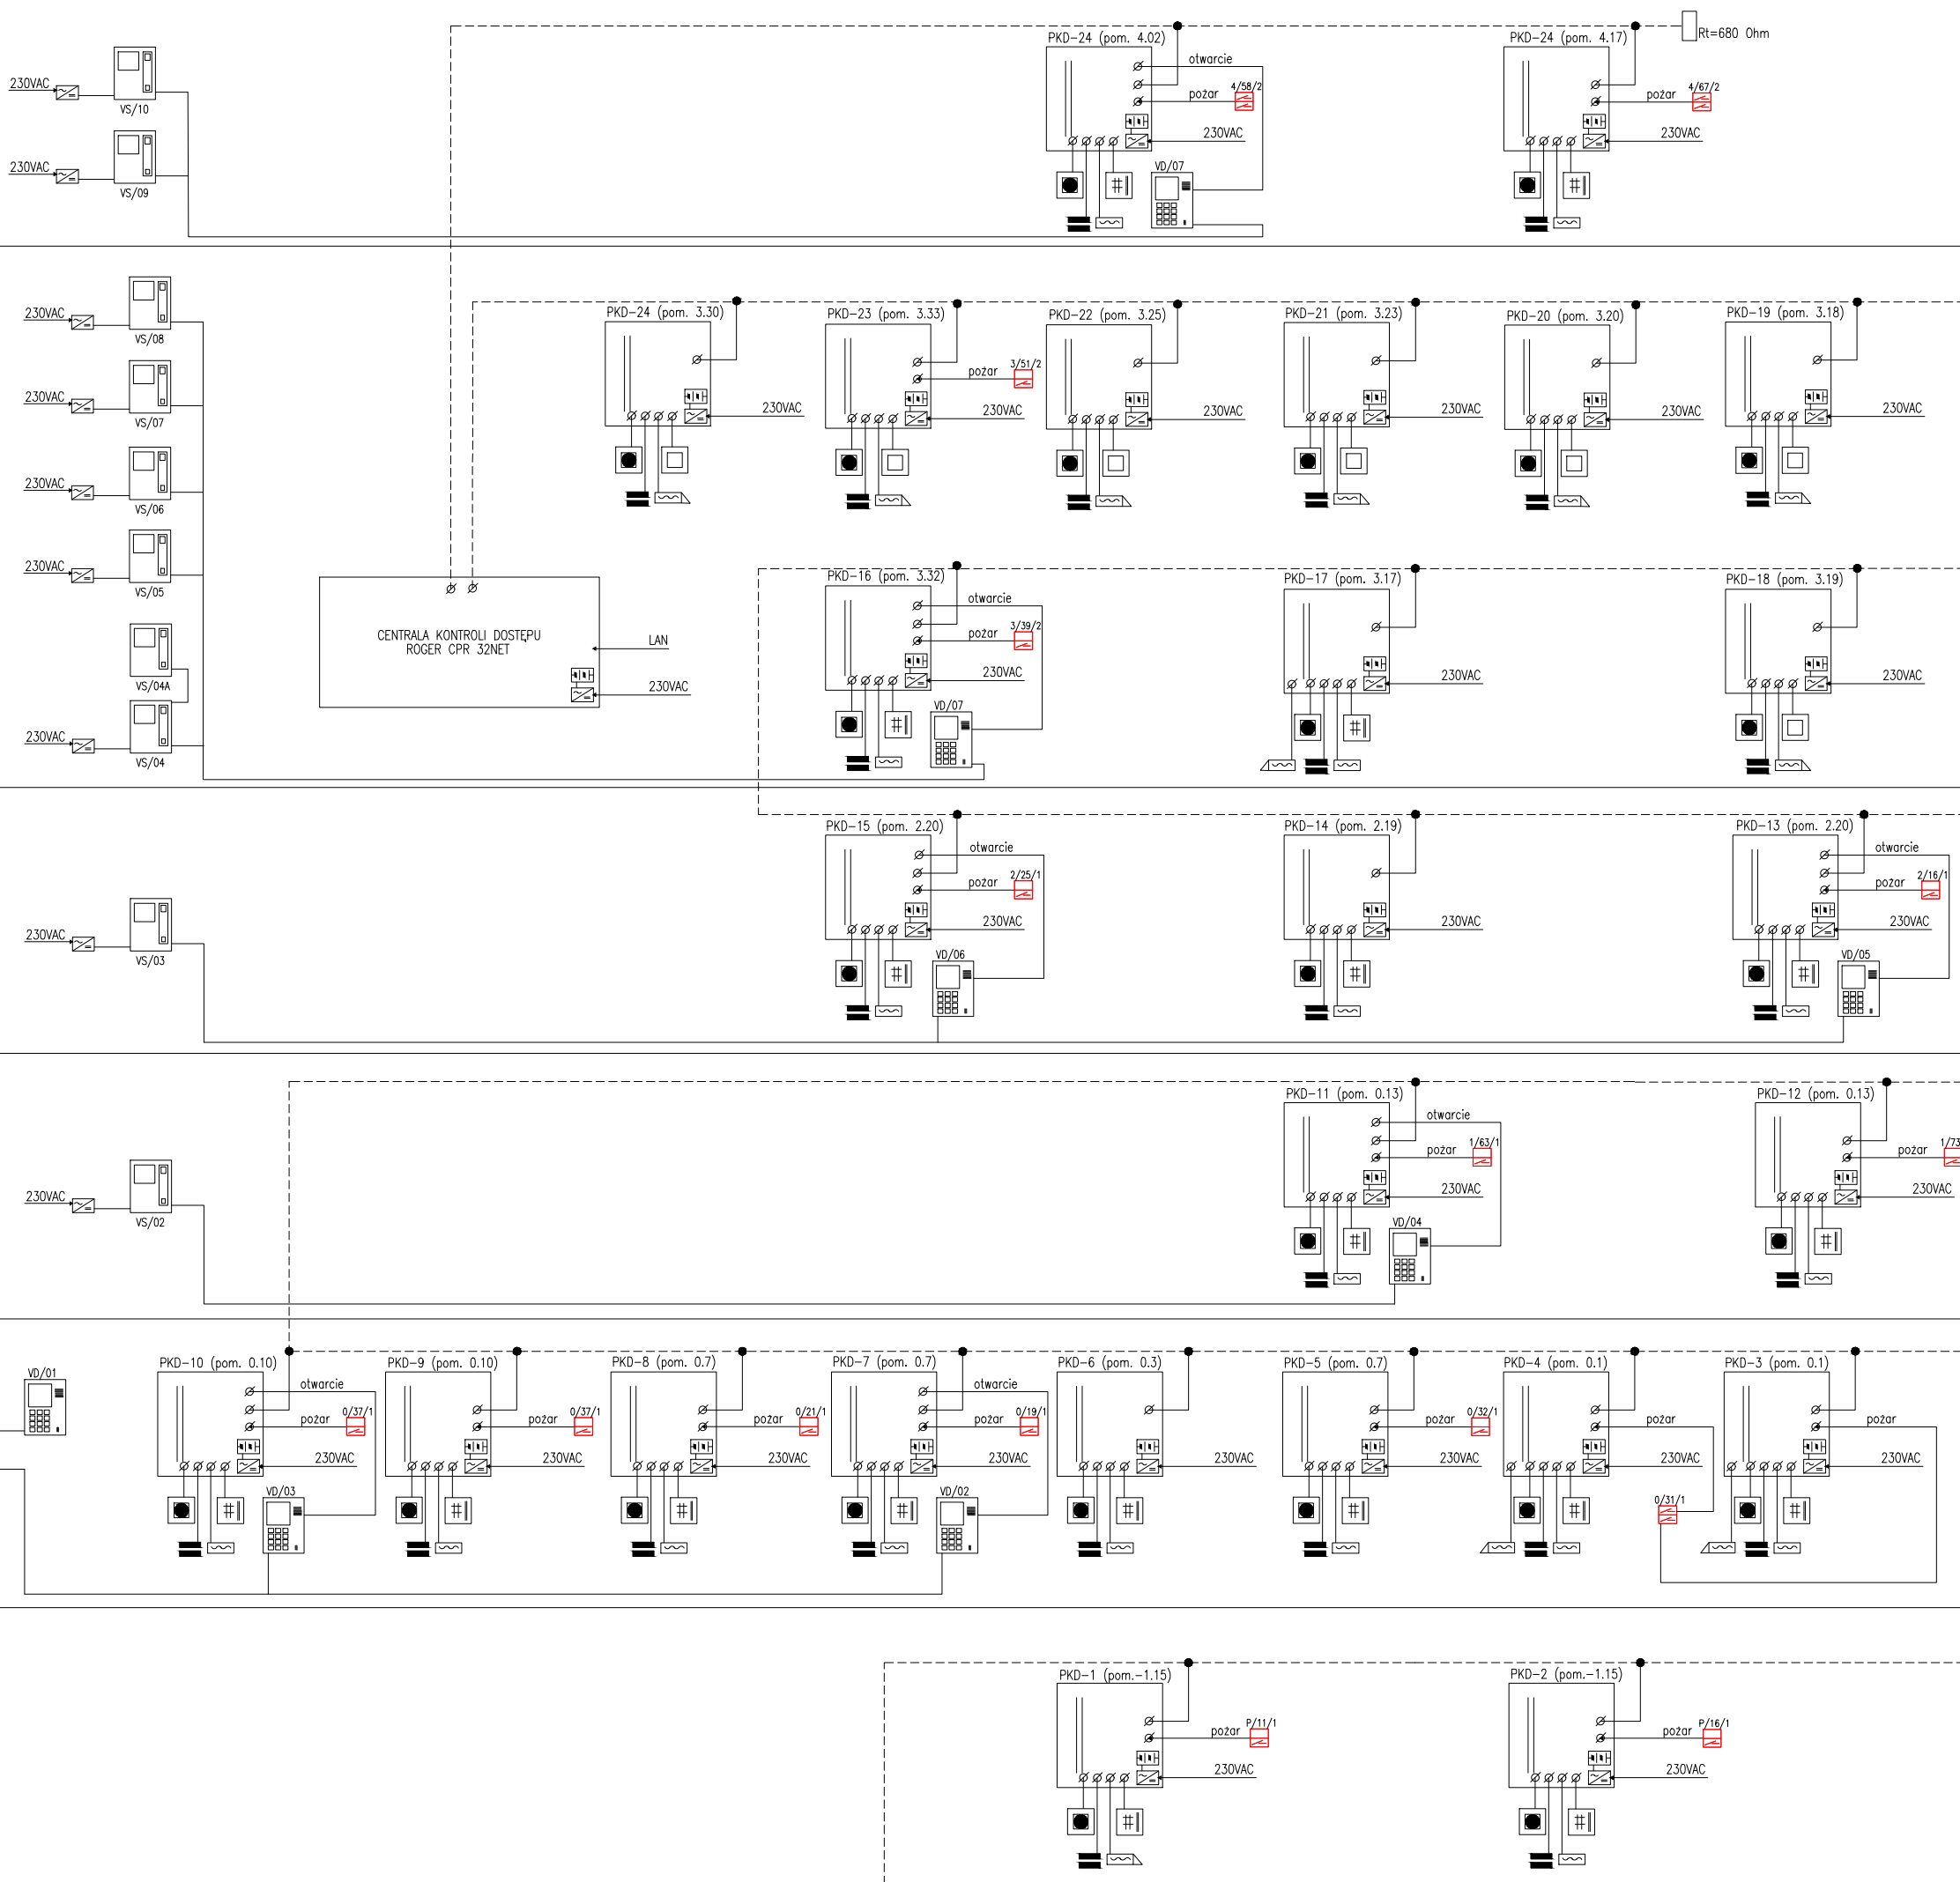 PKD-24 (pom. 4.02)
PKD-24 (pom. 4.17)
Rt=680 Ohm
otwarcie
230VAC
4/58/2
4/67/2
pożar
pożar
VS/10
230VAC
230VAC
230VAC
VD/07
VS/09
PKD-24 (pom. 3.30)
PKD-23 (pom. 3.33)
PKD-22 (pom. 3.25)
PKD-21 (pom. 3.23)
PKD-20 (pom. 3.20)
PKD-19 (pom. 3.18)
230VAC
VS/08
3/51/2
pożar
230VAC
230VAC
230VAC
230VAC
230VAC
230VAC
230VAC
VS/07
230VAC
VS/06
230VAC
VS/05
PKD-16 (pom. 3.32)
PKD-17 (pom. 3.17)
PKD-18 (pom. 3.19)
otwarcie
3/39/2
pożar
CENTRALA KONTROLI DOSTĘPU
ROGER CPR 32NET
LAN
230VAC
230VAC
230VAC
230VAC
VS/04A
VD/07
230VAC
VS/04
PKD-15 (pom. 2.20)
PKD-14 (pom. 2.19)
PKD-13 (pom. 2.20)
otwarcie
otwarcie
2/25/1
2/16/1
pożar
pożar
230VAC
230VAC
230VAC
VS/03
VD/06
VD/05
PKD-11 (pom. 0.13)
PKD-12 (pom. 0.13)
otwarcie
1/63/1
1/73
pożar
pożar
230VAC
230VAC
230VAC
VS/02
VD/04
VD/01
PKD-10 (pom. 0.10)
PKD-9 (pom. 0.10)
PKD-8 (pom. 0.7)
PKD-7 (pom. 0.7)
PKD-6 (pom. 0.3)
PKD-5 (pom. 0.7)
PKD-4 (pom. 0.1)
PKD-3 (pom. 0.1)
otwarcie
otwarcie
0/37/1
0/37/1
0/21/1
0/19/1
0/32/1
pożar
pożar
pożar
pożar
pożar
pożar
pożar
230VAC
230VAC
230VAC
230VAC
230VAC
230VAC
230VAC
230VAC
VD/03
VD/02
0/31/1
PKD-1 (pom.-1.15)
PKD-2 (pom.-1.15)
P/11/1
P/16/1
pożar
pożar
230VAC
230VAC